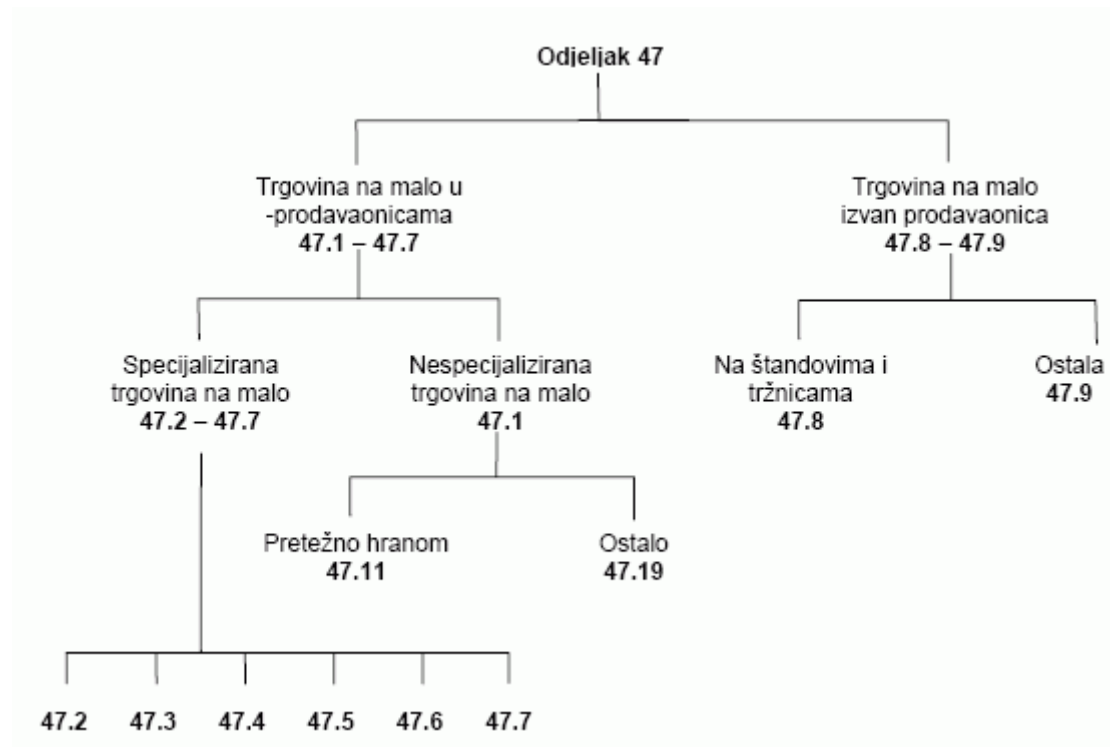 Odjeljak 47
Trgovina na malo u
-prodavaonicama
47.1 – 47.7
Trgovina na malo
izvan prodavaonica
47.8 – 47.9
Specijalizirana
trgovina na malo
47.2 – 47.7
Nespecijalizirana
trgovina na malo
47.1
Na štandovima i
tržnicama
47.8
Ostala
47.9
Pretežno hranom
47.11
Ostalo
47.19
47.2 47.3 47.4 47.5 47.6 47.7